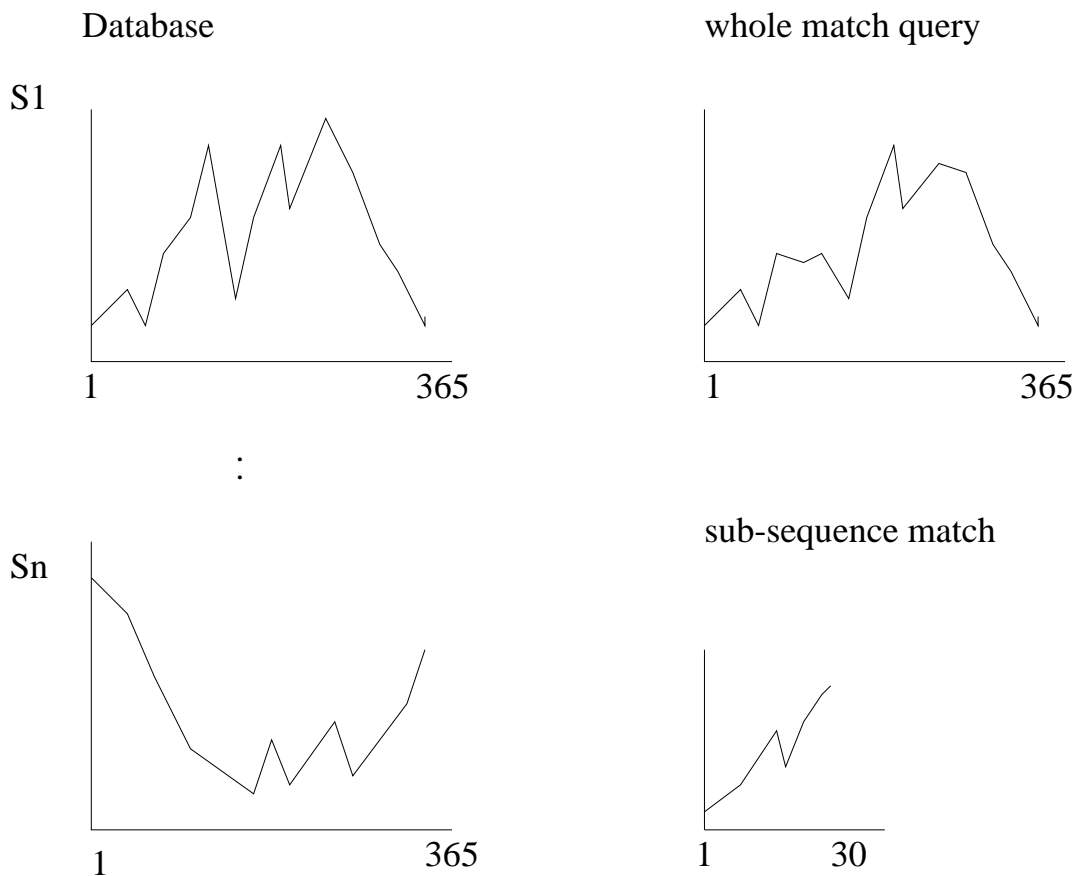 Database
S1
1 365
:
Sn
1 365
whole match query
1 365
sub-sequence match
1 30